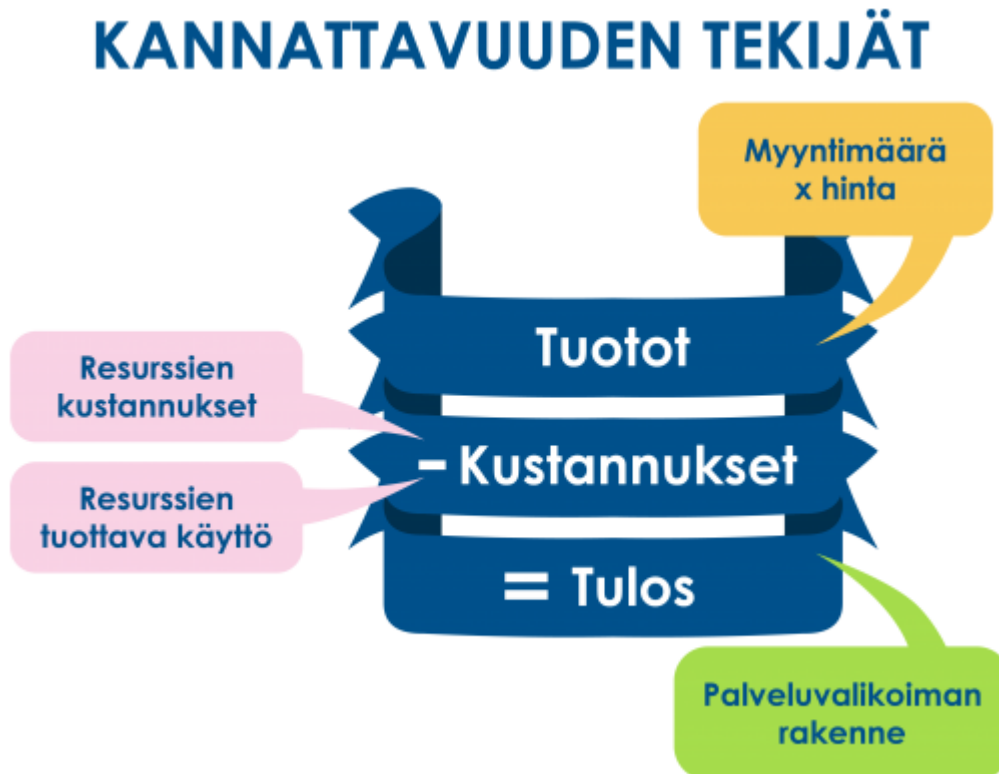 KANNATTAVUUDEN TEKIJÄT
Myyntimäärä
x hinta
Tuotot
Resurssien
kustannukset
- Kustannukset
Resurssien
tuottava käyttö
= Tulos
Palveluvalikoiman
rakenne